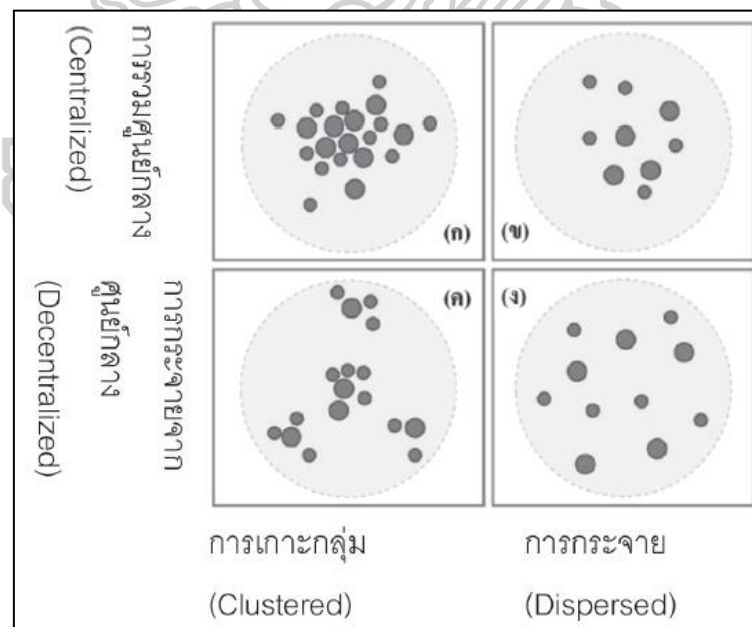 การรวมศูนย์กลาง
(Centralized)
(ก)
(ข)
การกระจายจาก
ศูนย์กลาง
(Decentralized)
(ค)
(ง)
การเกาะกลุ่ม
(Clustered)
การกระจาย
(Dispersed)